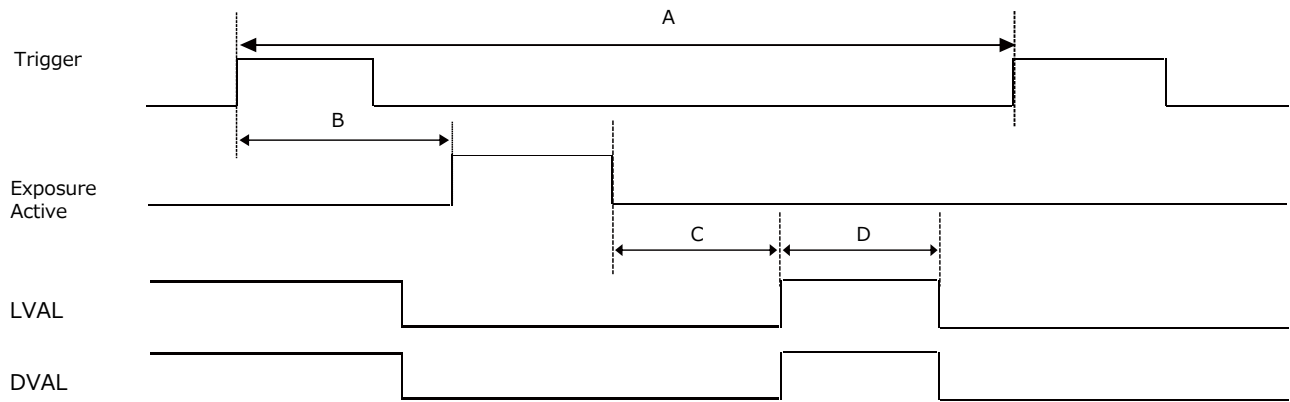 A
Trigger
B
Exposure
Active
C
D
LVAL
DVAL